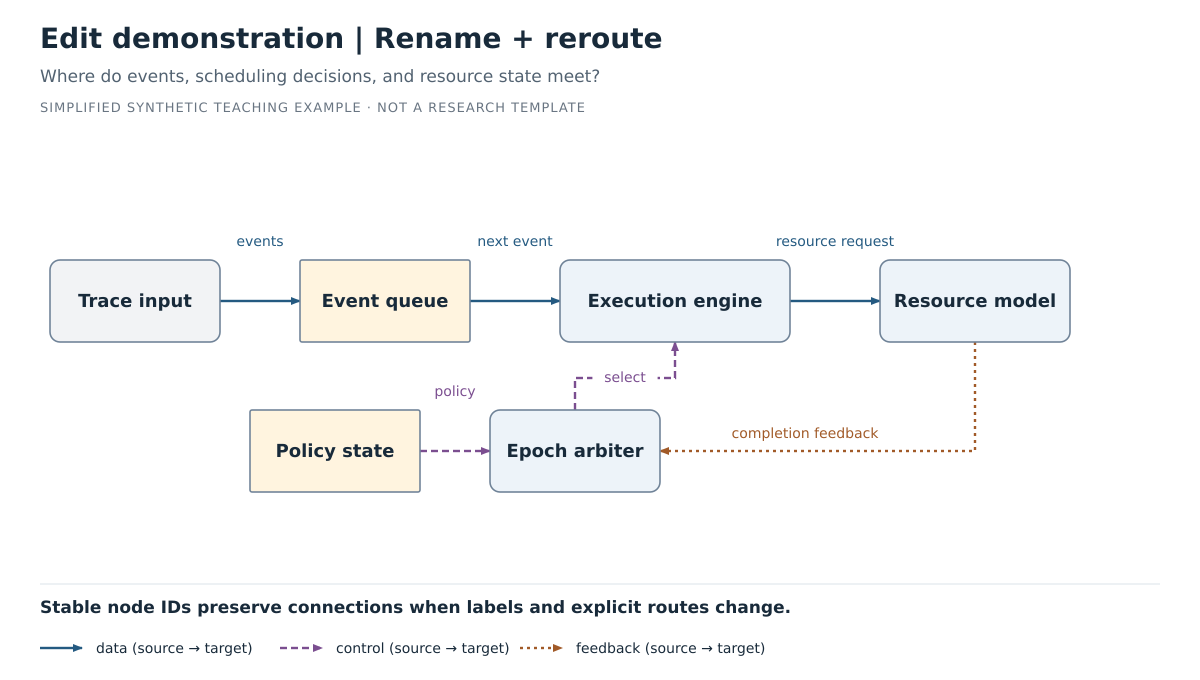 Edit demonstration | Rename + reroute
Where do events, scheduling decisions, and resource state meet?
SIMPLIFIED SYNTHETIC TEACHING EXAMPLE · NOT A RESEARCH TEMPLATE
events
next event
resource request
Trace input
Event queue
Execution engine
Resource model
select
policy
completion feedback
Policy state
Epoch arbiter
Stable node IDs preserve connections when labels and explicit routes change.
data (source → target)
control (source → target)
feedback (source → target)